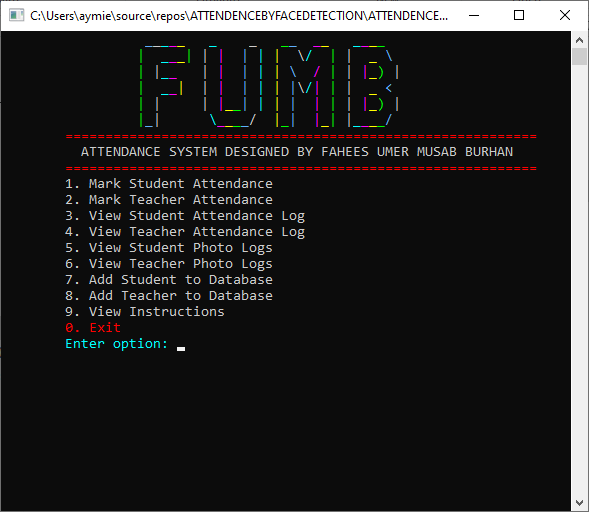 C:\Users\aymie\source\repos\ATTENDENCEBYFACEDETECTION\ATTENDENCE...
FUMB
ATTENDANCE SYSTEM DESIGNED BY FAHEES UMER MUSAB BURHAN
1. Mark Student Attendance
2. Mark Teacher Attendance
3. View Student Attendance Log
4. View Teacher Attendance Log
5. View Student Photo Logs
6. View Teacher Photo Logs
7. Add Student to Database
8. Add Teacher to Database
9. View Instructions
0. Exit
Enter option: